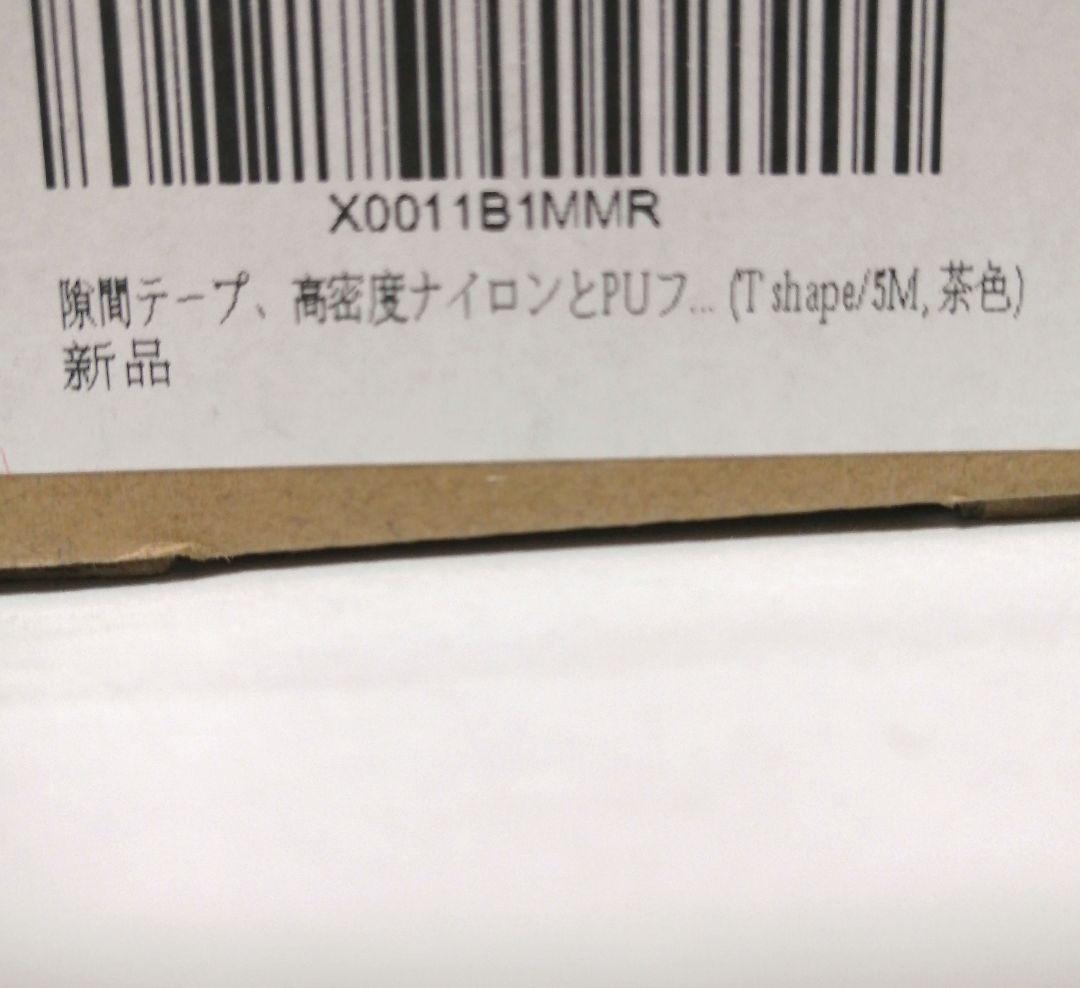 X0011B1MMR
隙間テープ、高密度ナイロンとPUフ... (T shape/5M, 茶色)
新品